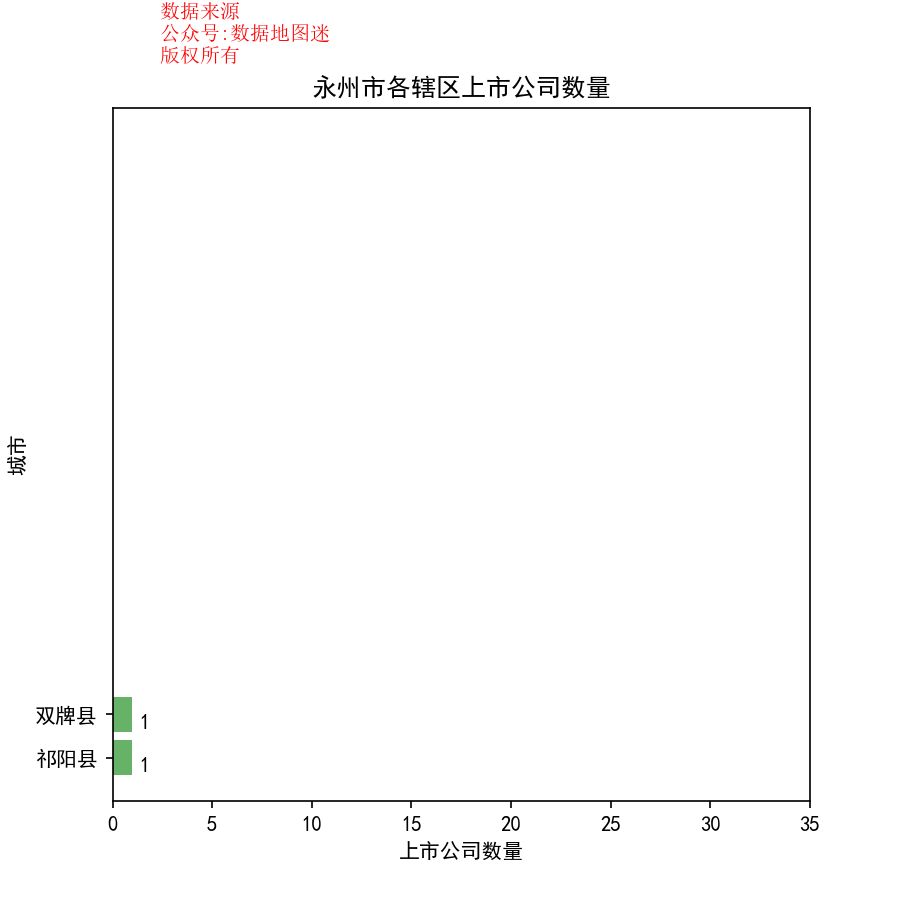 数据来源
公众号:数据地图迷
版权所有
永州市各辖区上市公司数量
城市
双牌县
1
祁阳县
1
0 5 10 15 20 25 30 35
上市公司数量